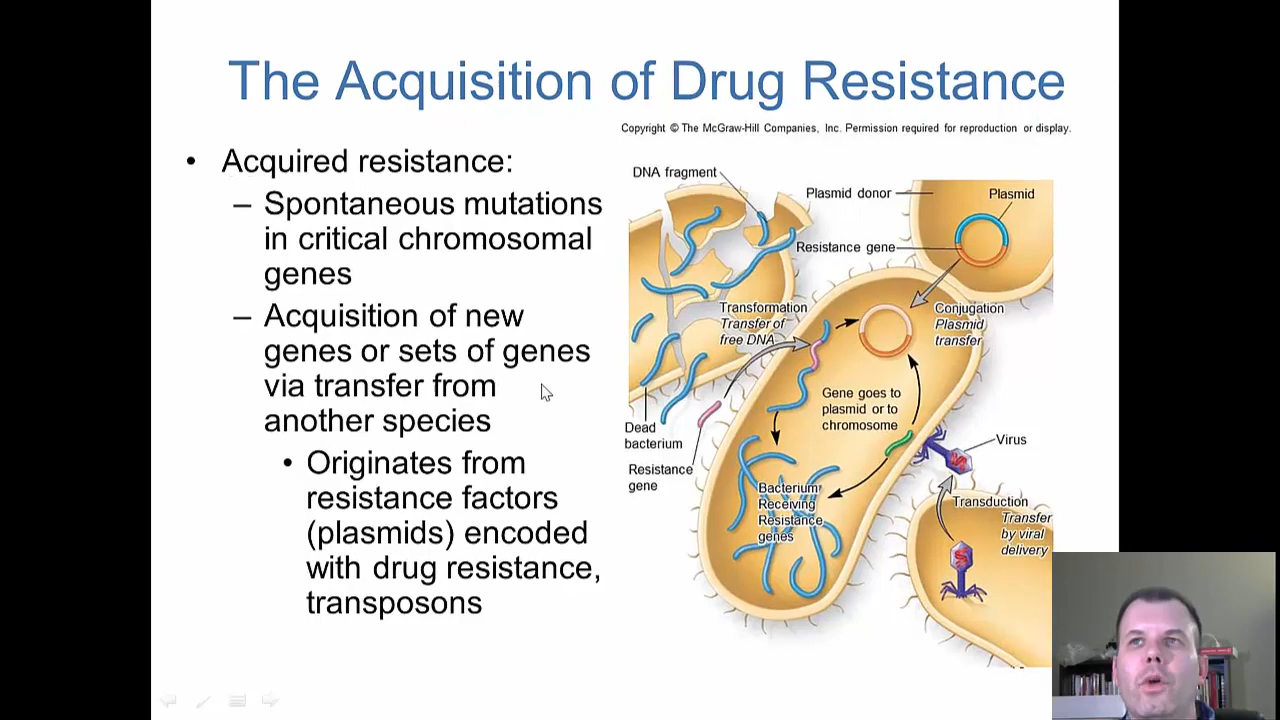 The Acquisition of Drug Resistance
Copyright © The McGraw-Hill Companies, Inc. Permission required for reproduction or display.
• Acquired resistance:
– Spontaneous mutations
in critical chromosomal
genes
– Acquisition of new
genes or sets of genes
via transfer from
another species
• Originates from
resistance factors
(plasmids) encoded
with drug resistance,
transposons
DNA fragment
Plasmid donor
Plasmid
Resistance gene
Transformation
Transfer of
free DNA
Conjugation
Plasmid
transfer
Gene goes to
plasmid or to
chromosome
Dead
bacterium
Resistance
gene
Virus
Bacterium
Receiving
Resistance
genes
Transduction
Transfer
by viral
delivery